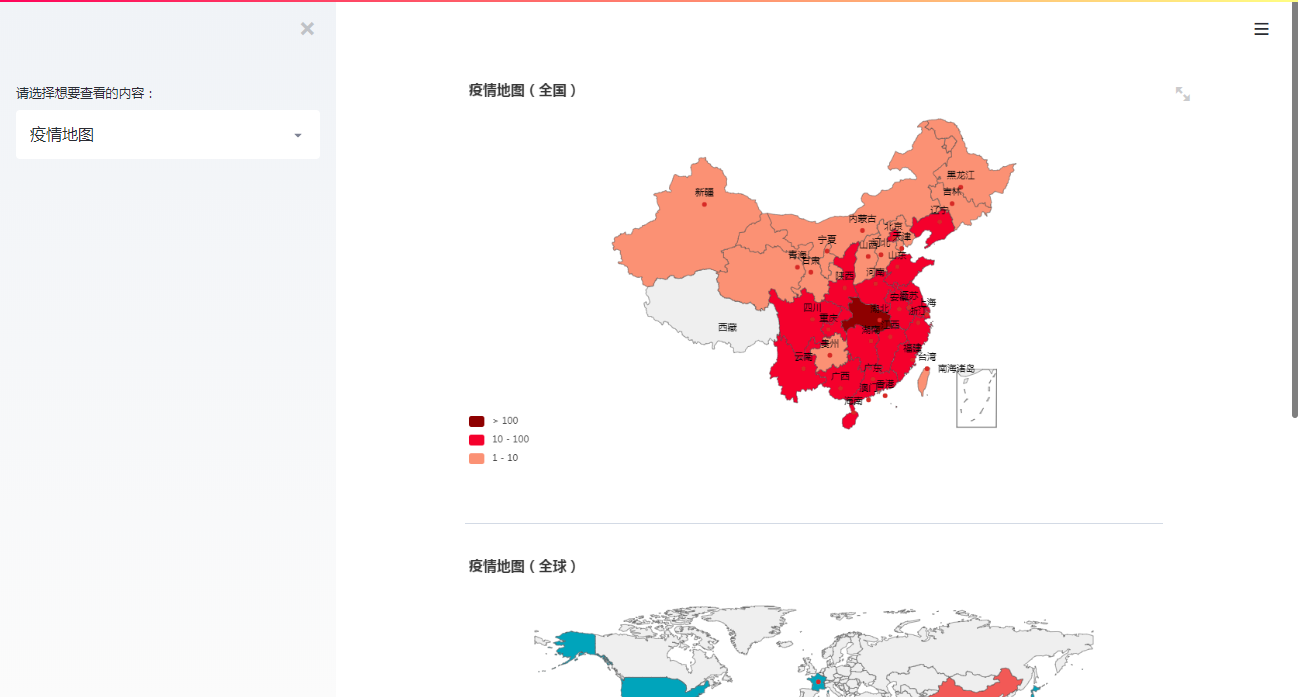 请选择想要查看的内容：
疫情地图
疫情地图（全国）
黑龙江
新疆
吉林
辽宁
内蒙古
北京
天津
宁夏
山西
河北
青海
甘肃
山东
陕西
河南
安徽
江苏
上海
四川
湖北
浙江
重庆
湖南
江西
贵州
福建
云南
台湾
西藏
南海诸岛
广东
广西
香港
澳门
海南
> 100
10 - 100
1 - 10
疫情地图（全球）